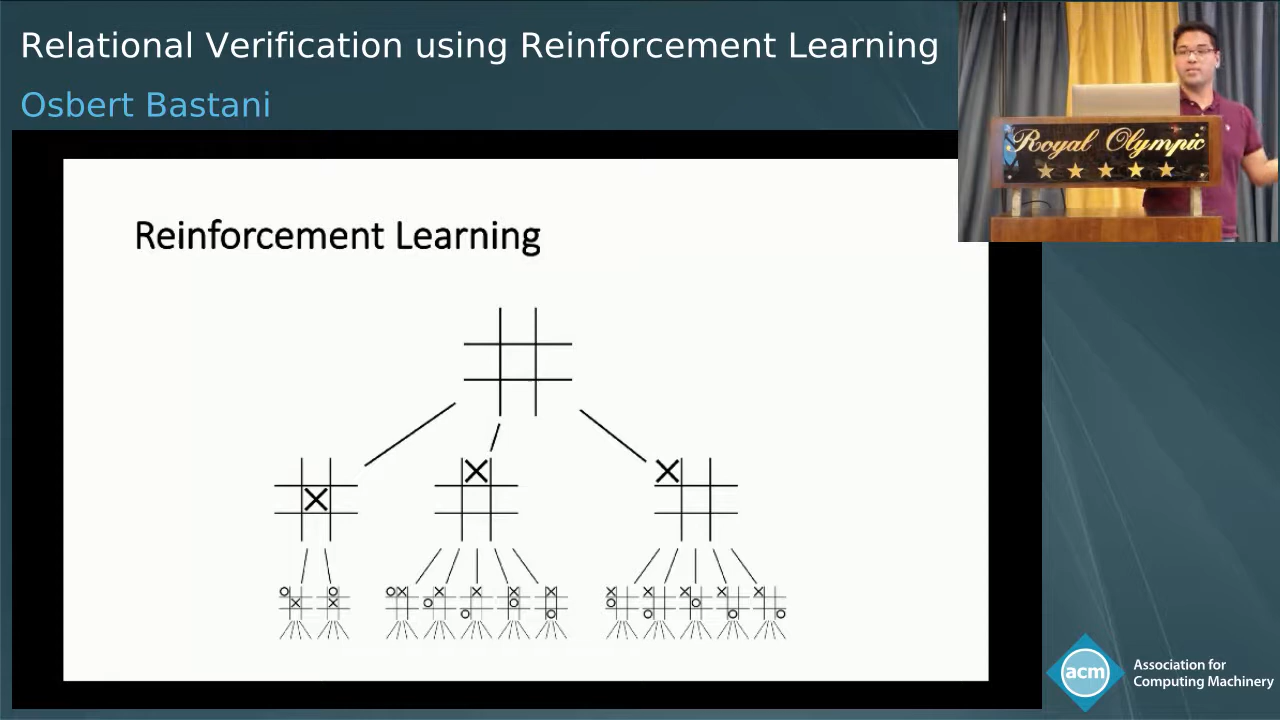 Relational Verification using Reinforcement Learning
Osbert Bastani
Royal Olympic
Reinforcement Learning
acm
Association for
Computing Machinery